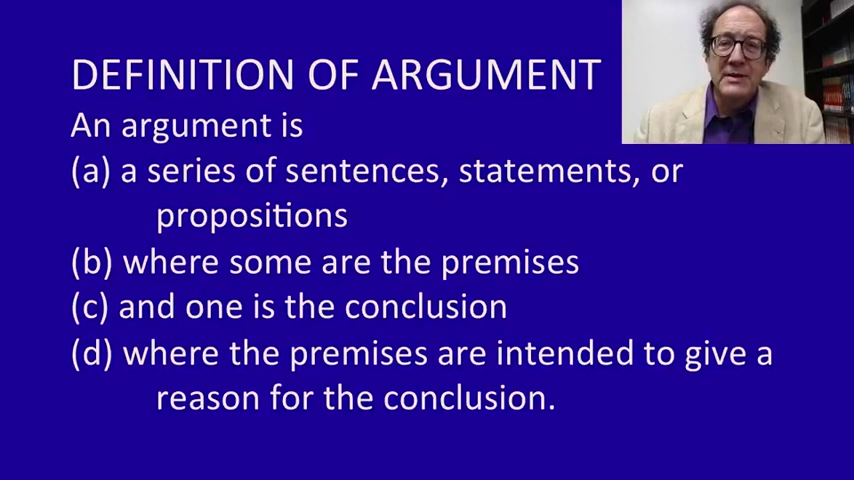 DEFINITION OF ARGUMENT
An argument is
(a) a series of sentences, statements, or
propositions
(b) where some are the premises
(c) and one is the conclusion
(d) where the premises are intended to give a
reason for the conclusion.